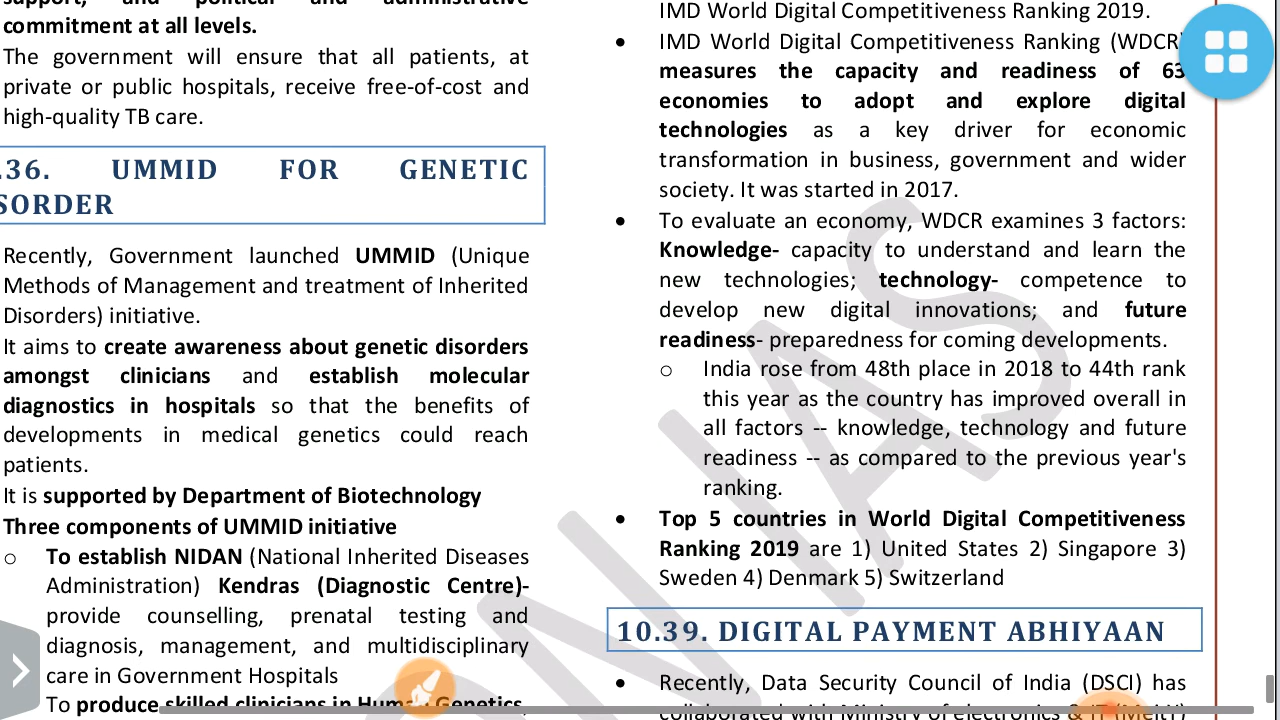 support, and political and administrative
commitment at all levels.
The government will ensure that all patients, at
private or public hospitals, receive free-of-cost and
high-quality TB care.
.36. UMMID FOR GENETIC
SORDER
Recently, Government launched UMMID (Unique
Methods of Management and treatment of Inherited
Disorders) initiative.
It aims to create awareness about genetic disorders
amongst clinicians and establish molecular
diagnostics in hospitals so that the benefits of
developments in medical genetics could reach
patients.
It is supported by Department of Biotechnology
Three components of UMMID initiative
o To establish NIDAN (National Inherited Diseases
Administration) Kendras (Diagnostic Centre)-
provide counselling, prenatal testing and
diagnosis, management, and multidisciplinary
care in Government Hospitals
To produce skilled clinicians in Human Genetics,
IMD World Digital Competitiveness Ranking 2019.
• IMD World Digital Competitiveness Ranking (WDCR)
measures the capacity and readiness of 63
economies to adopt and explore digital
technologies as a key driver for economic
transformation in business, government and wider
society. It was started in 2017.
• To evaluate an economy, WDCR examines 3 factors:
Knowledge- capacity to understand and learn the
new technologies; technology- competence to
develop new digital innovations; and future
readiness- preparedness for coming developments.
o India rose from 48th place in 2018 to 44th rank
this year as the country has improved overall in
all factors -- knowledge, technology and future
readiness -- as compared to the previous year's
ranking.
• Top 5 countries in World Digital Competitiveness
Ranking 2019 are 1) United States 2) Singapore 3)
Sweden 4) Denmark 5) Switzerland
10.39. DIGITAL PAYMENT ABHIYAAN
• Recently, Data Security Council of India (DSCI) has
collaborated with Ministry of electronics & IT (MeitY)